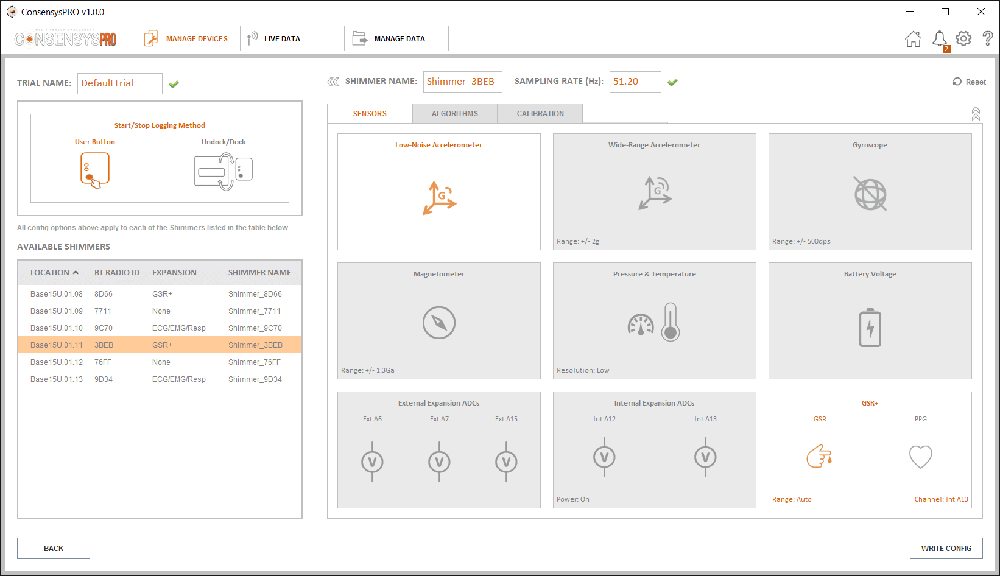 ConsensysPRO v1.0.0
MULTI SENSOR MANAGEMENT
CONSENSYSPRO
MANAGE DEVICES
LIVE DATA
MANAGE DATA
2
TRIAL NAME: DefaultTrial
SHIMMER NAME: Shimmer_3BEB SAMPLING RATE (Hz): 51.20
Reset
Start/Stop Logging Method
User Button Undock/Dock
All config options above apply to each of the Shimmers listed in the table below
AVAILABLE SHIMMERS
LOCATION BT RADIO ID EXPANSION SHIMMER NAME
Base15U.01.08 8D66 GSR+ Shimmer_8D66
Base15U.01.09 7711 None Shimmer_7711
Base15U.01.10 9C70 ECG/EMG/Resp Shimmer_9C70
Base15U.01.11 3BEB GSR+ Shimmer_3BEB
Base15U.01.12 76FF None Shimmer_76FF
Base15U.01.13 9D34 ECG/EMG/Resp Shimmer_9D34
SENSORS ALGORITHMS CALIBRATION
Low-Noise Accelerometer
G
Wide-Range Accelerometer
G
Range: +/- 2g
Gyroscope
Range: +/- 500dps
Magnetometer
Range: +/- 1.3Ga
Pressure & Temperature
Resolution: Low
Battery Voltage
External Expansion ADCs
Ext A6 Ext A7 Ext A15
V V V
Internal Expansion ADCs
Int A12 Int A13
V V
Power: On
GSR+
GSR PPG
Range: Auto Channel: Int A13
BACK
WRITE CONFIG